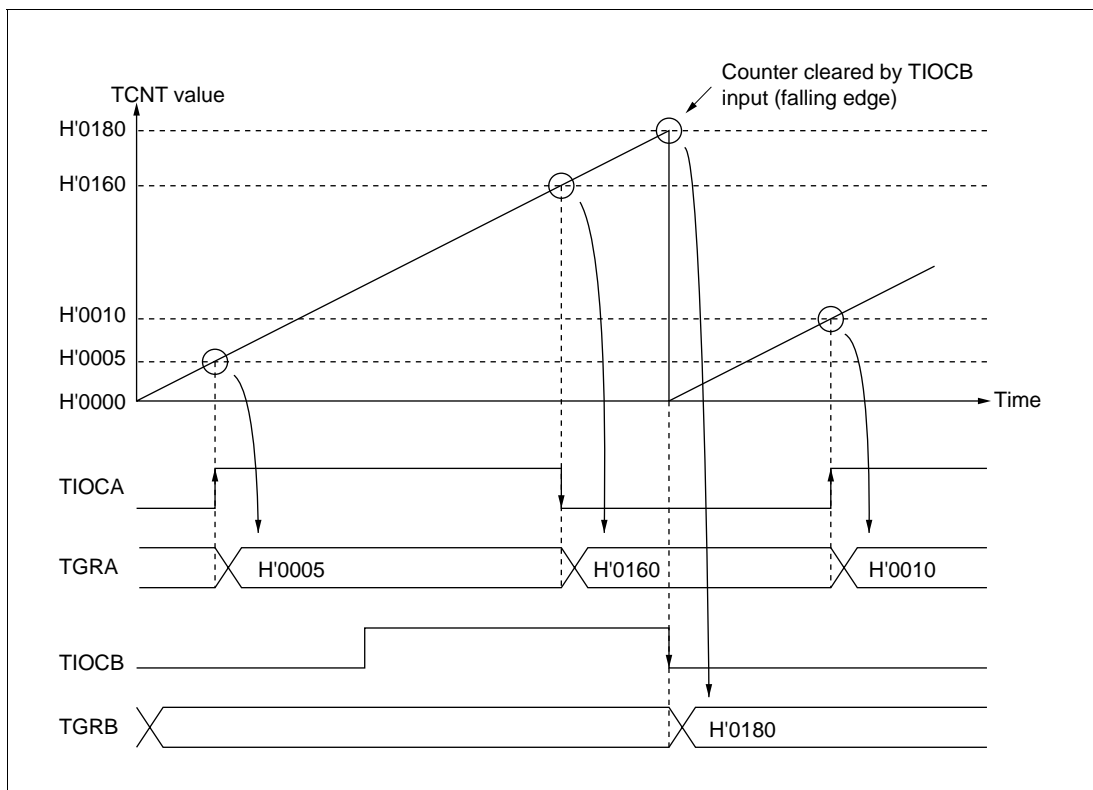 Counter cleared by TIOCB
input (falling edge)
TCNT value
H'0180
H'0160
H'0010
H'0005
H'0000
Time
TIOCA
TGRA
H'0005
H'0160
H'0010
TIOCB
TGRB
H'0180